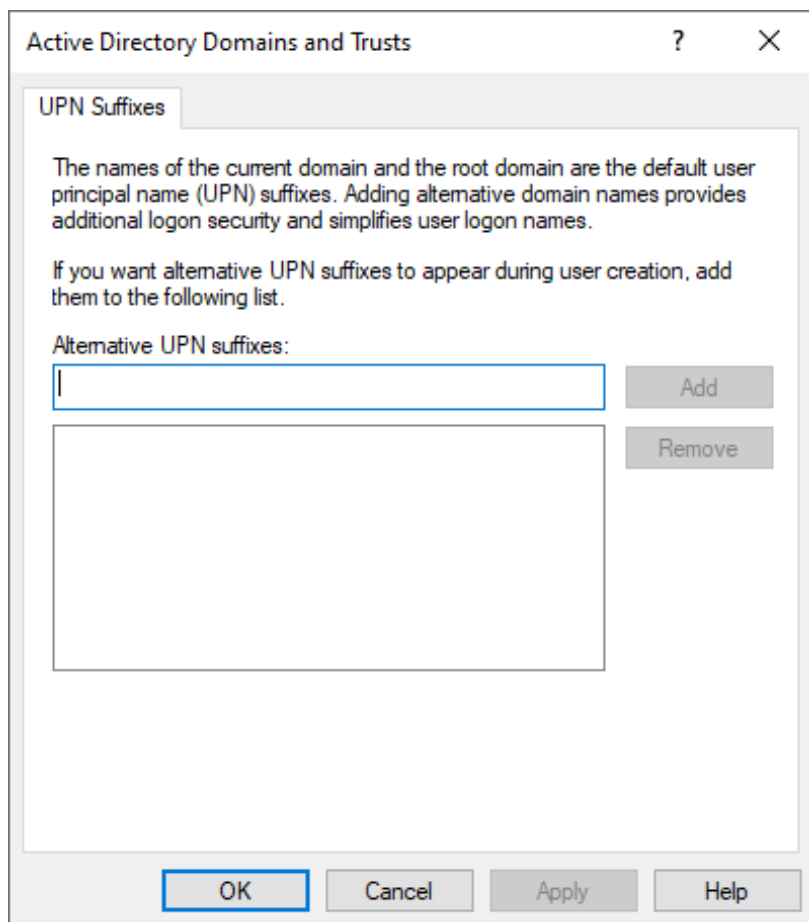 Active Directory Domains and Trusts ? X
UPN Suffixes
The names of the current domain and the root domain are the default user
principal name (UPN) suffixes. Adding alternative domain names provides
additional logon security and simplifies user logon names.
If you want alternative UPN suffixes to appear during user creation, add
them to the following list.
Alternative UPN suffixes:
Add
Remove
OK Cancel Apply Help